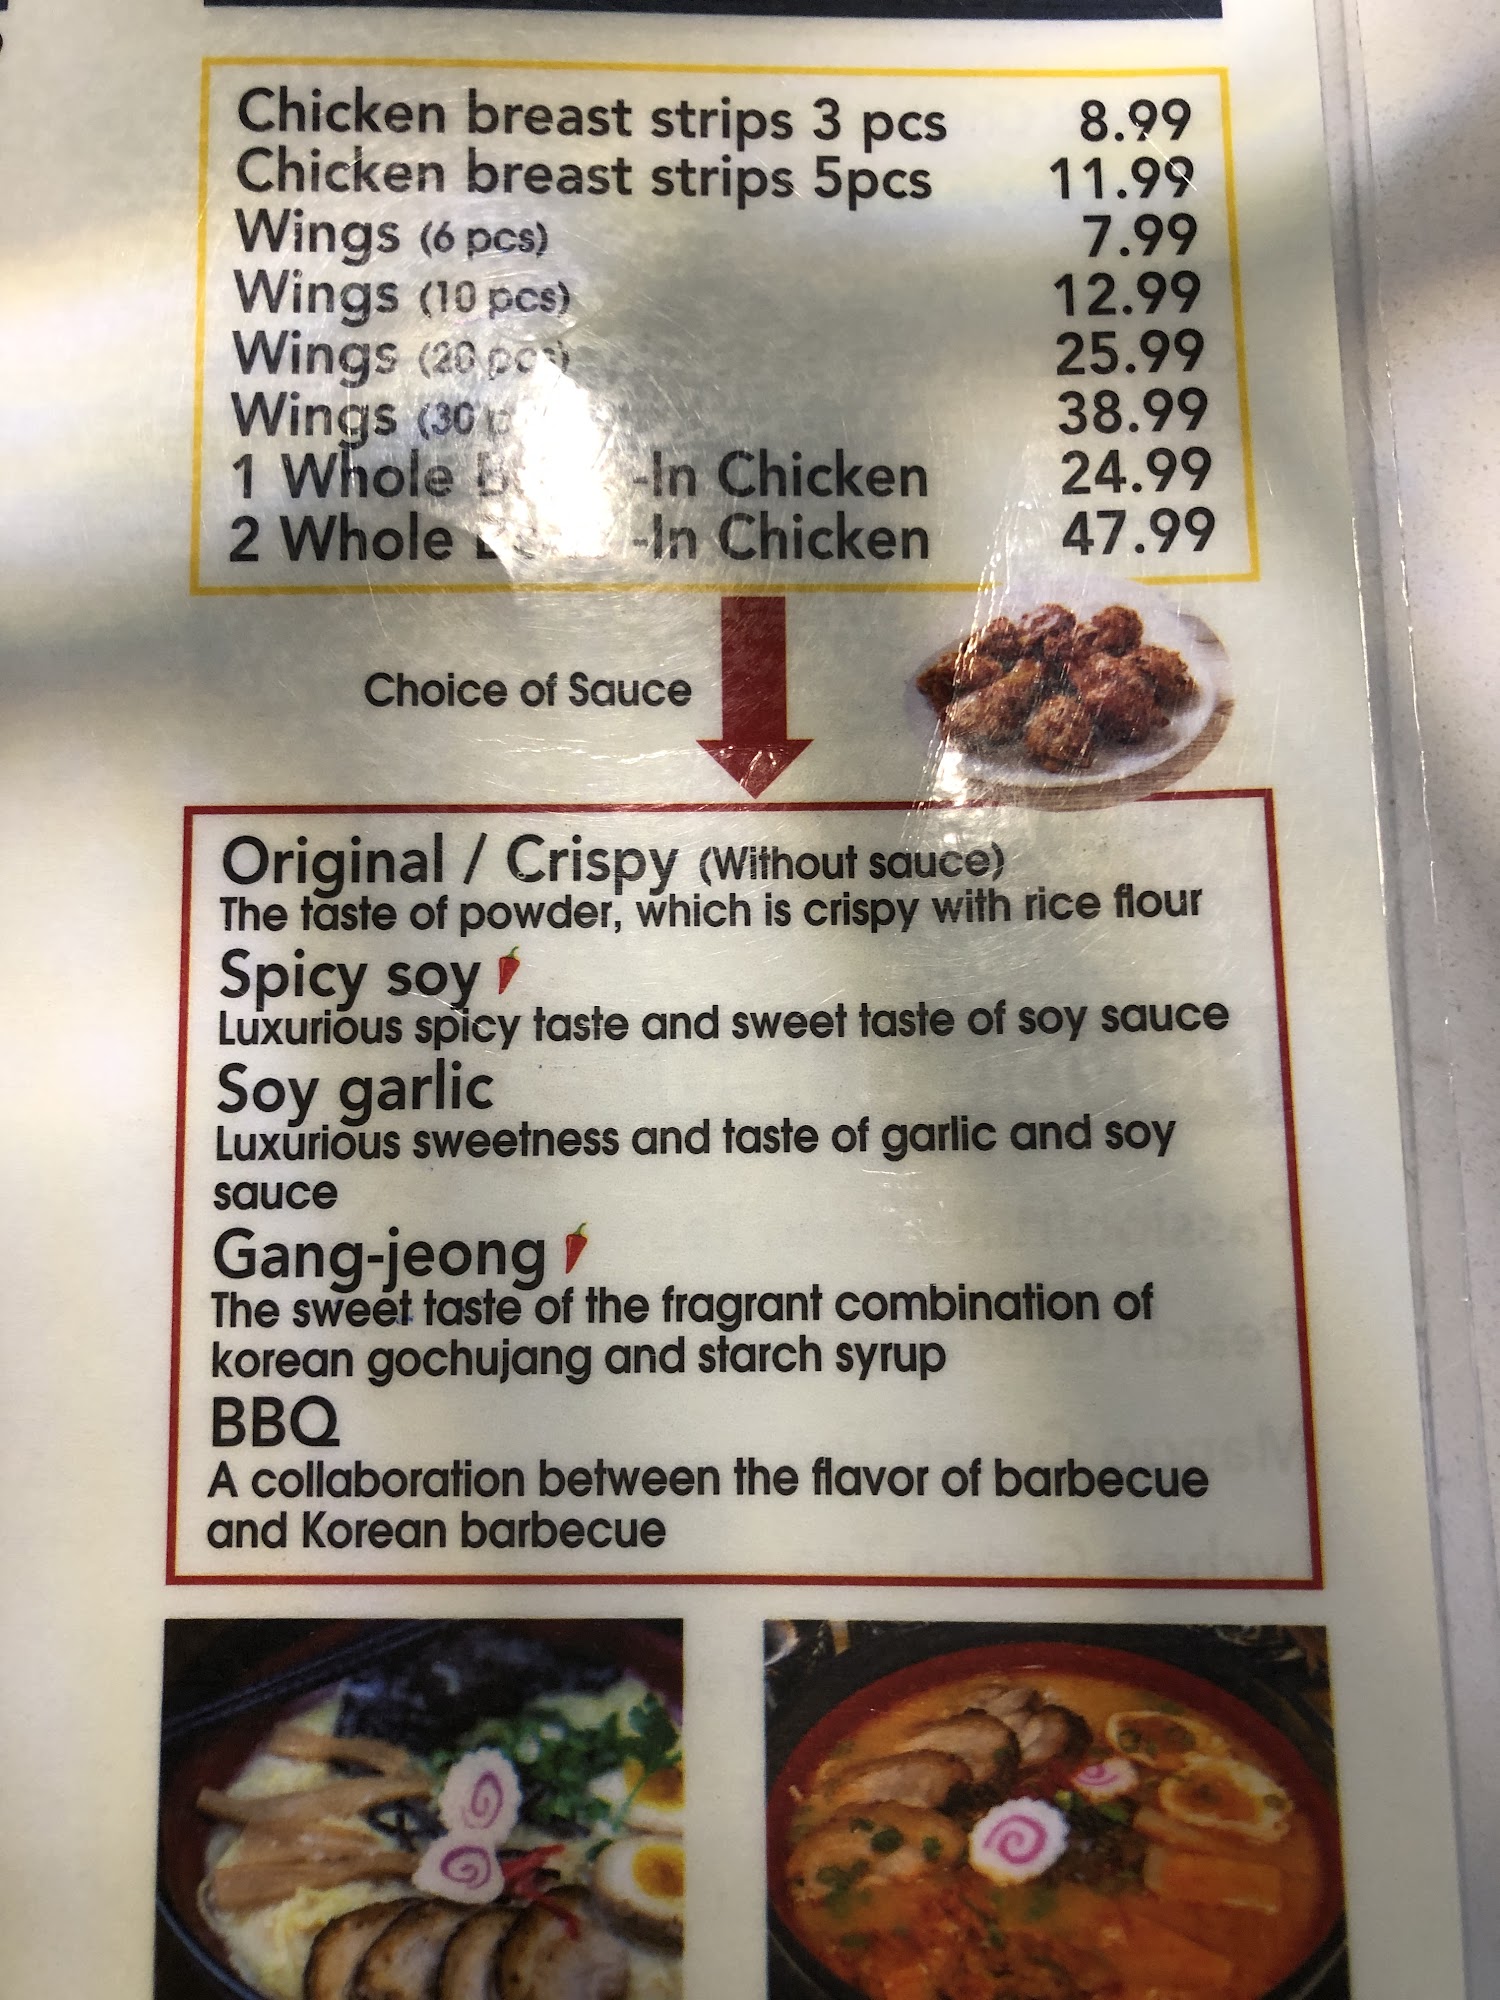 Chicken breast strips 3 pcs 8.99
Chicken breast strips 5pcs 11.99
Wings (6 pcs) 7.99
Wings (10 pcs) 12.99
Wings (20 pcs) 25.99
Wings (30 38.99
1 Whole -In Chicken 24.99
2 Whole -In Chicken 47.99
Choice of Sauce
Original / Crispy (Without sauce)
The taste of powder, which is crispy with rice flour
Spicy soy
Luxurious spicy taste and sweet taste of soy sauce
Soy garlic
Luxurious sweetness and taste of garlic and soy
sauce
Gang-jeong
The sweet taste of the fragrant combination of
korean gochujang and starch syrup
BBQ
A collaboration between the flavor of barbecue
and Korean barbecue